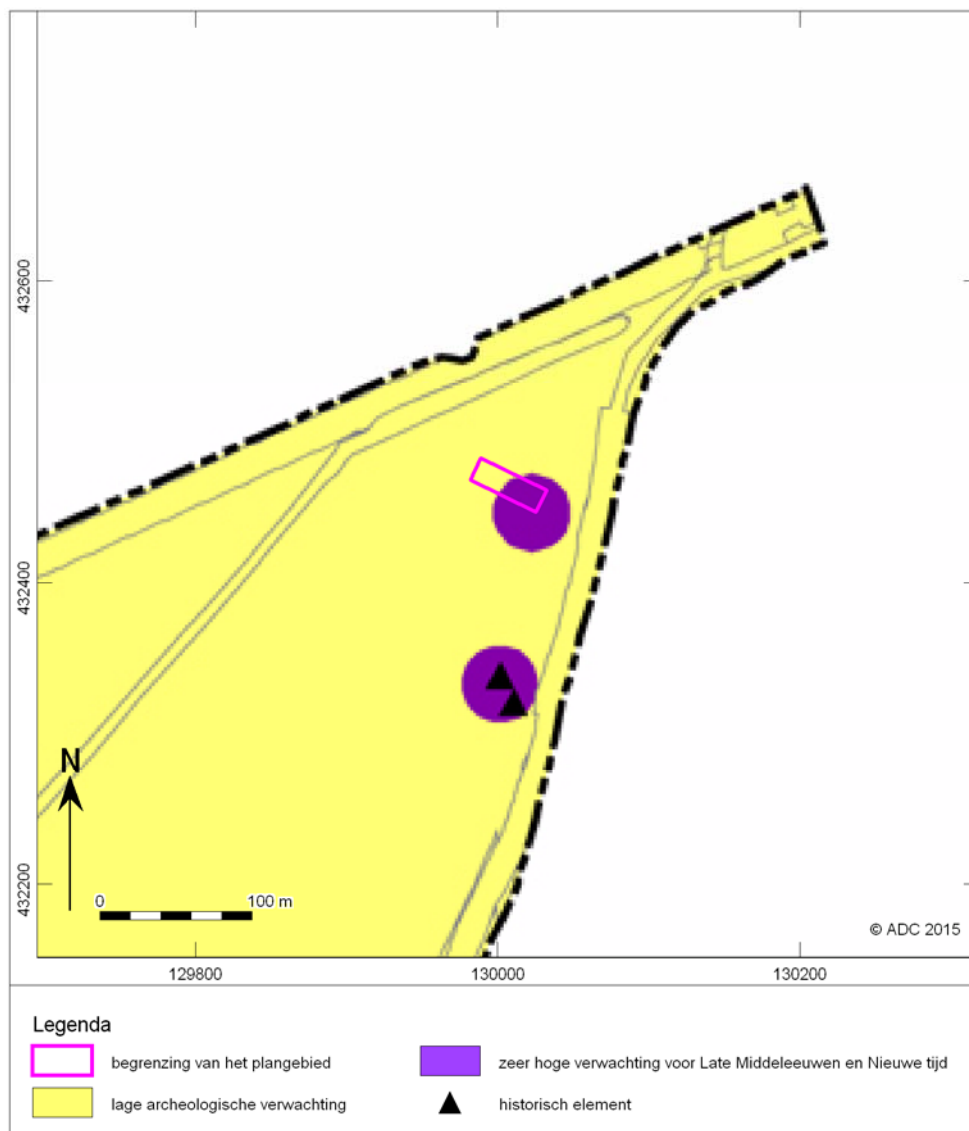 432600
432400
432200
N
0 100 m
© ADC 2015
129800 130000 130200
Legenda
begrenzing van het plangebied
zeer hoge verwachting voor Late Middeleeuwen en Nieuwe tijd
lage archeologische verwachting
historisch element